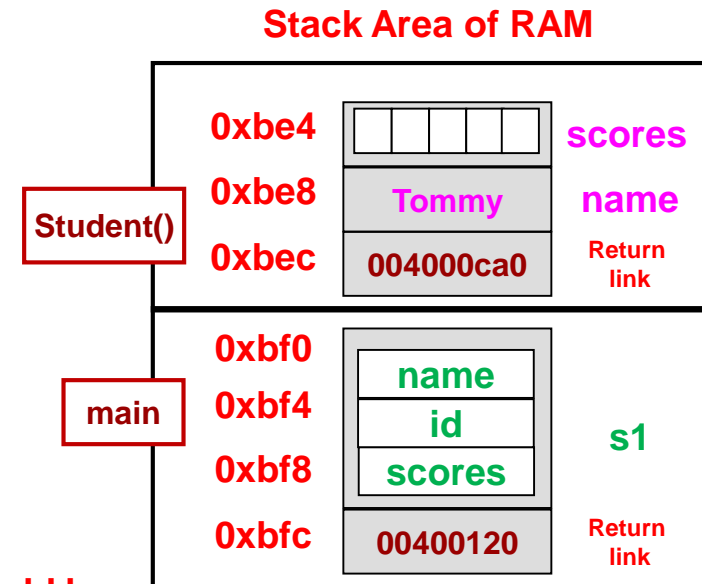 Stack Area of RAM
0xbe4 scores
0xbe8 Tommy name
Student()
0xbec 004000ca0 Return link
0xbf0 name
main
0xbf4 id s1
0xbf8 scores
0xbfc 00400120 Return link